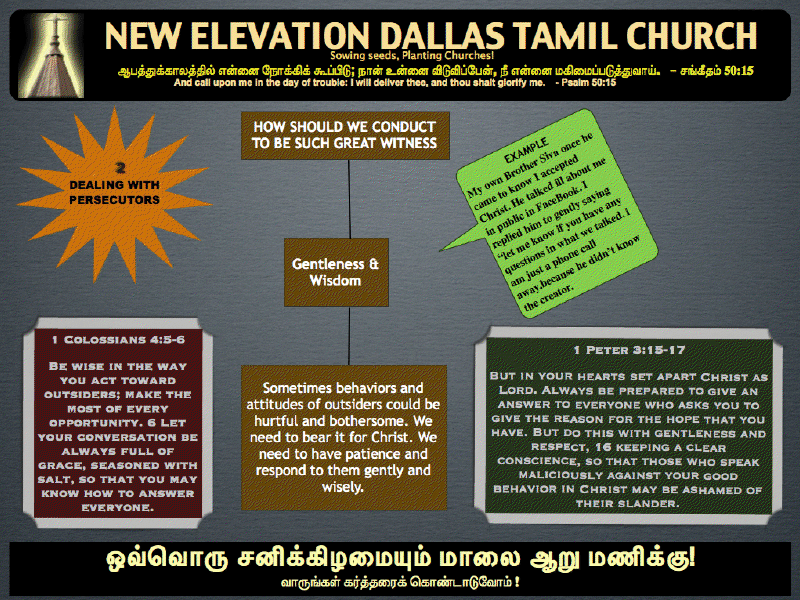 NEW ELEVATION DALLAS TAMIL CHURCH
Sowing seeds, Planting Churches!
ஆபத்துக்காலத்தில் என்னை நோக்கிக் கூப்பிடு; நான் உன்னை விடுவிப்பேன், நீ என்னை மகிமைப்படுத்துவாய். – சங்கீதம் 50:15
And call upon me in the day of trouble: I will deliver thee, and thou shalt glorify me. - Psalm 50:15
2
DEALING WITH
PERSECUTORS
HOW SHOULD WE CONDUCT
TO BE SUCH GREAT WITNESS
EXAMPLE
My own Brother Siva once he
came to know I accepted
Christ. He talked ill about me
in public in FaceBook. I
replied him to gently saying
"let me know if you have any
questions in what we talked. I
am just a phone call
away.because he didn't know
the creator.
Gentleness &
Wisdom
1 Colossians 4:5-6
Be wise in the way
you act toward
outsiders; make the
most of every
opportunity. 6 Let
your conversation be
always full of
grace, seasoned with
salt, so that you may
know how to answer
everyone.
Sometimes behaviors and
attitudes of outsiders could be
hurtful and bothersome. We
need to bear it for Christ. We
need to have patience and
respond to them gently and
wisely.
1 Peter 3:15-17
But in your hearts set apart Christ as
Lord. Always be prepared to give an
answer to everyone who asks you to
give the reason for the hope that you
have. But do this with gentleness and
respect, 16 keeping a clear
conscience, so that those who speak
maliciously against your good
behavior in Christ may be ashamed of
their slander.
ஒவ்வொரு சனிக்கிழமையும் மாலை ஆறு மணிக்கு!
வாருங்கள் கர்த்தரைக் கொண்டாடுவோம் !